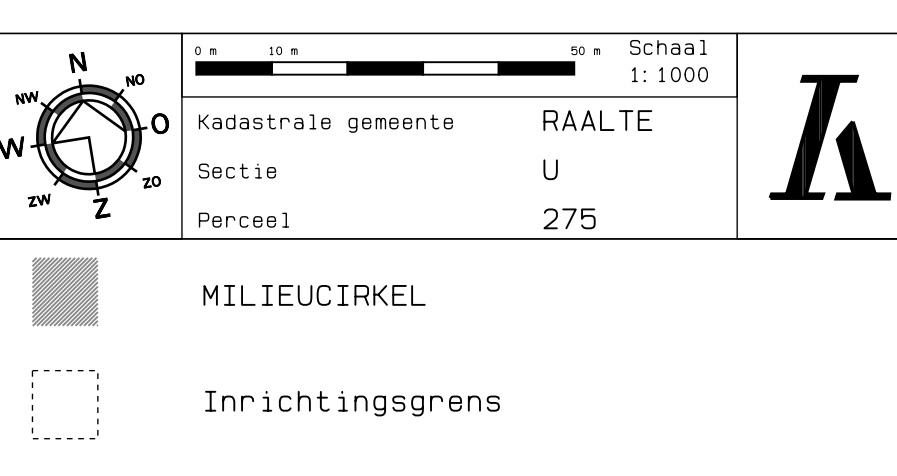 N
NO
O
ZO
Z
ZW
W
NW
0 m 10 m 50 m
Schaal
1:1000
Kadastrale gemeente RAALTE
Sectie U
Perceel 275
MILIEUCIRKEL
Inrichtingsgrens